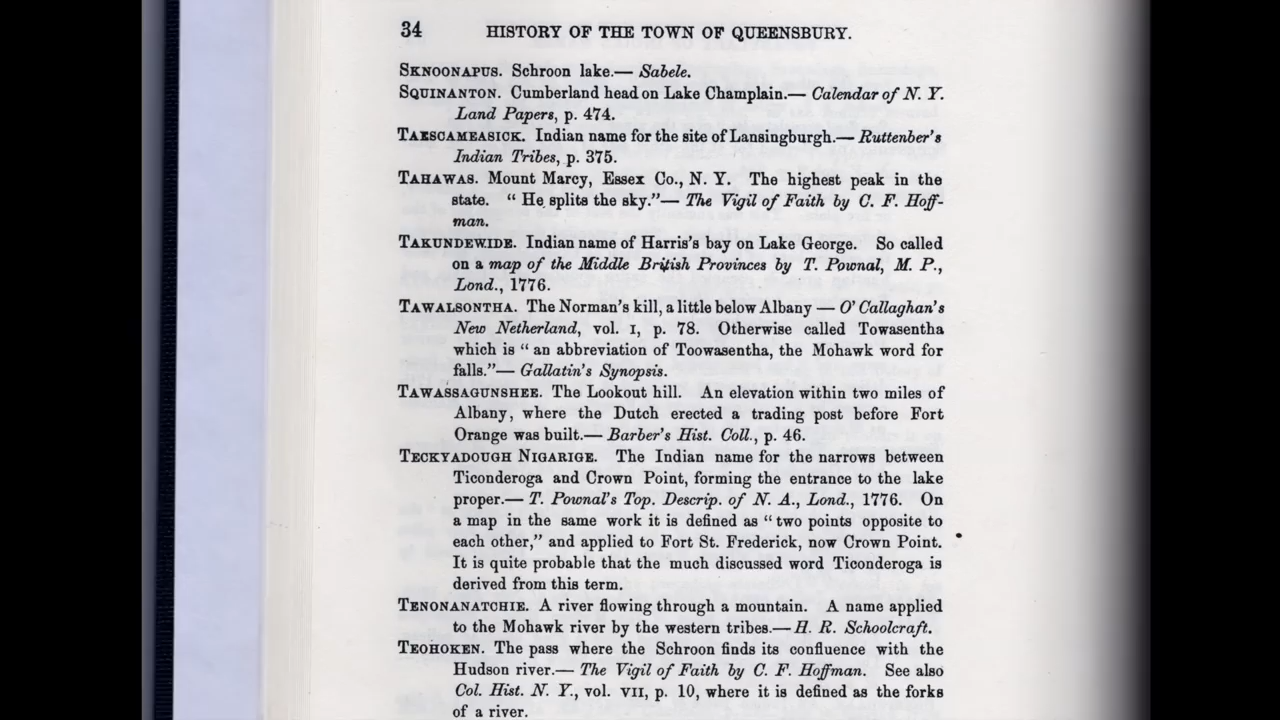 34 HISTORY OF THE TOWN OF QUEENSBURY.
SKNOONAPUS. Schroon lake.— Sabele.
SQUINANTON. Cumberland head on Lake Champlain.— Calendar of N. Y.
Land Papers, p. 474.
TAESCAMEASICK. Indian name for the site of Lansingburgh.— Ruttenber's
Indian Tribes, p. 375.
TAHAWAS. Mount Marcy, Essex Co., N. Y. The highest peak in the
state. “ He splits the sky.”— The Vigil of Faith by C. F. Hoff-
man.
TAKUNDEWIDE. Indian name of Harris's bay on Lake George. So called
on a map of the Middle British Provinces by T. Pownal, M. P.,
Lond., 1776.
TAWALSONTHA. The Norman's kill, a little below Albany — O'Callaghan's
New Netherland, vol. I, p. 78. Otherwise called Towasentha
which is “ an abbreviation of Toowasentha, the Mohawk word for
falls.”— Gallatin's Synopsis.
TAWASSAGUNSHEE. The Lookout hill. An elevation within two miles of
Albany, where the Dutch erected a trading post before Fort
Orange was built.— Barber's Hist. Coll., p. 46.
TECKYADOUGH NIGARIGE. The Indian name for the narrows between
Ticonderoga and Crown Point, forming the entrance to the lake
proper.— T. Pownal's Top. Descrip. of N. A., Lond., 1776. On
a map in the same work it is defined as “ two points opposite to
each other,” and applied to Fort St. Frederick, now Crown Point.
It is quite probable that the much discussed word Ticonderoga is
derived from this term.
TENONANATCHIE. A river flowing through a mountain. A name applied
to the Mohawk river by the western tribes.— H. R. Schoolcraft.
TEOHOKEN. The pass where the Schroon finds its confluence with the
Hudson river.— The Vigil of Faith by C. F. Hoffman. See also
Col. Hist. N. Y., vol. VII, p. 10, where it is defined as the forks
of a river.